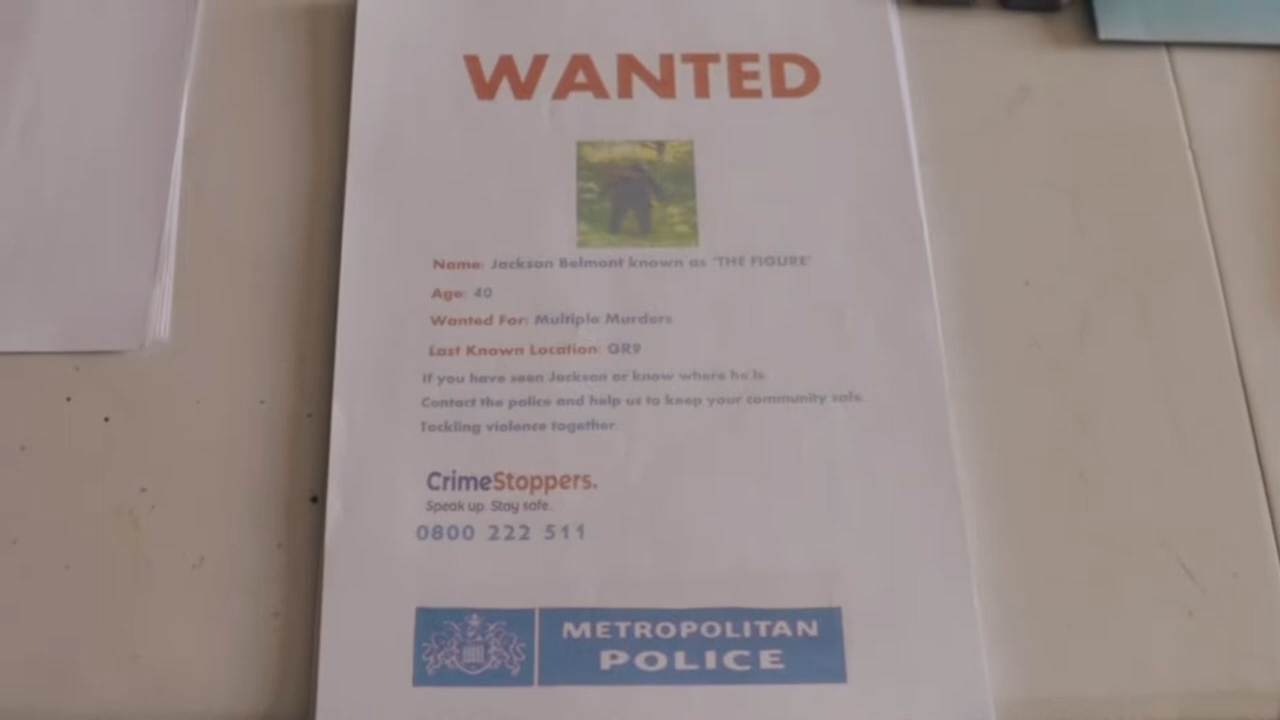 WANTED
Name: Jackson Belmont known as 'THE FIGURE'
Age: 40
Wanted For: Multiple Murders
Last Known Location: GR9
If you have seen Jackson or know where he is
Contact the police and help us to keep your community safe.
Tackling violence together.
CrimeStoppers.
Speak up. Stay safe.
0800 222 511
METROPOLITAN
POLICE